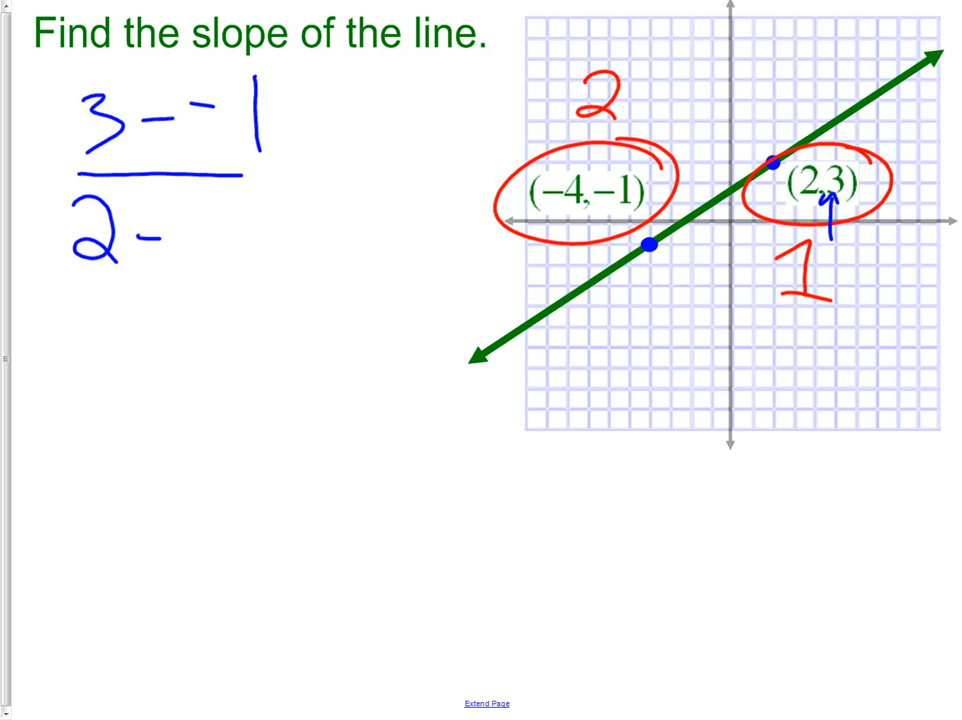 Find the slope of the line.
3 - -1
2 -
2
(−4,−1)
(2,3)
1
Extend Page